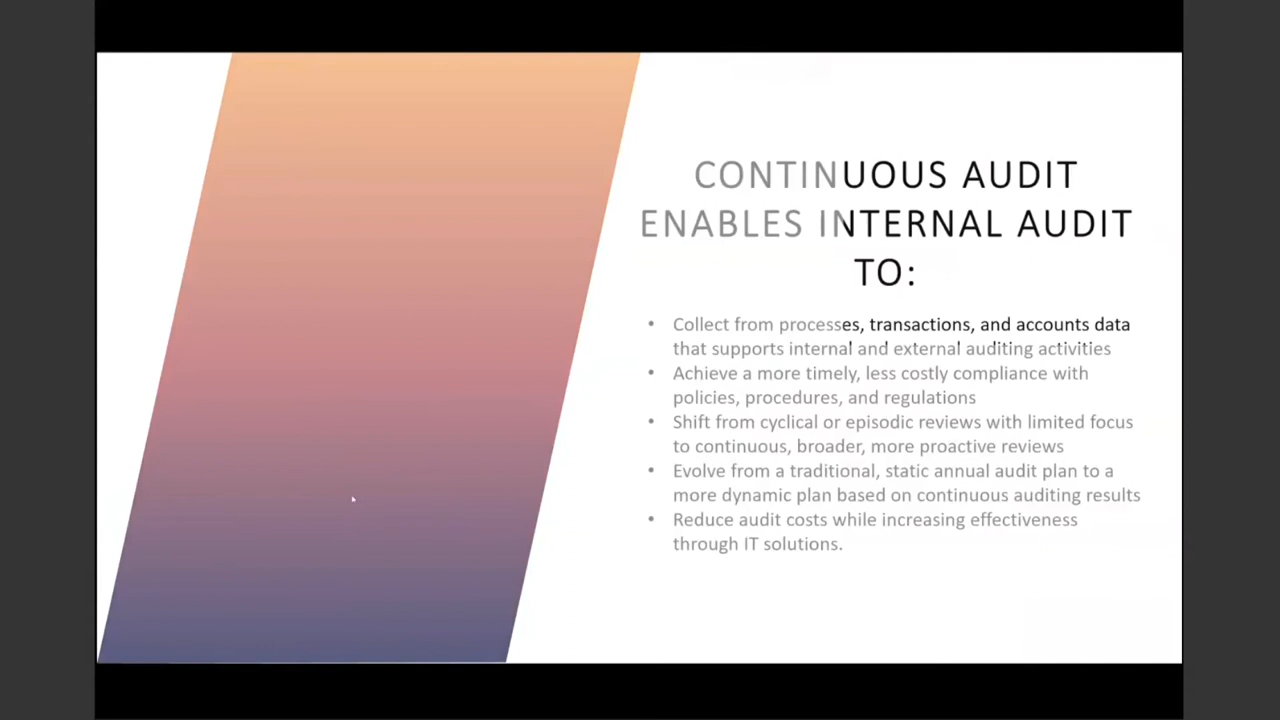 CONTINUOUS AUDIT
ENABLES INTERNAL AUDIT
TO:
• Collect from processes, transactions, and accounts data
that supports internal and external auditing activities
• Achieve a more timely, less costly compliance with
policies, procedures, and regulations
• Shift from cyclical or episodic reviews with limited focus
to continuous, broader, more proactive reviews
• Evolve from a traditional, static annual audit plan to a
more dynamic plan based on continuous auditing results
• Reduce audit costs while increasing effectiveness
through IT solutions.